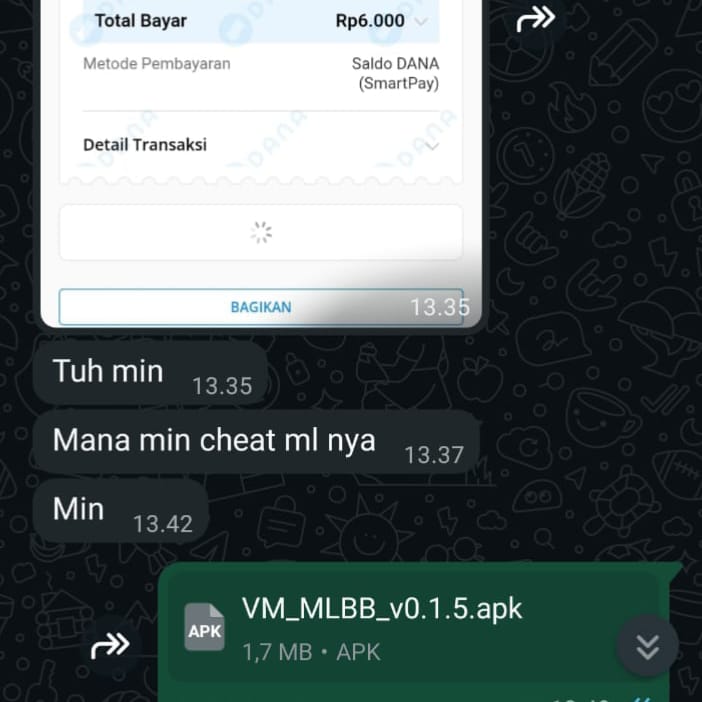 Total Bayar Rp6.000
Metode Pembayaran Saldo DANA
(SmartPay)
Detail Transaksi
BAGIKAN
13.35
Tuh min 13.35
Mana min cheat ml nya 13.37
Min 13.42
APK VM_MLBB_v0.1.5.apk
1,7 MB • APK